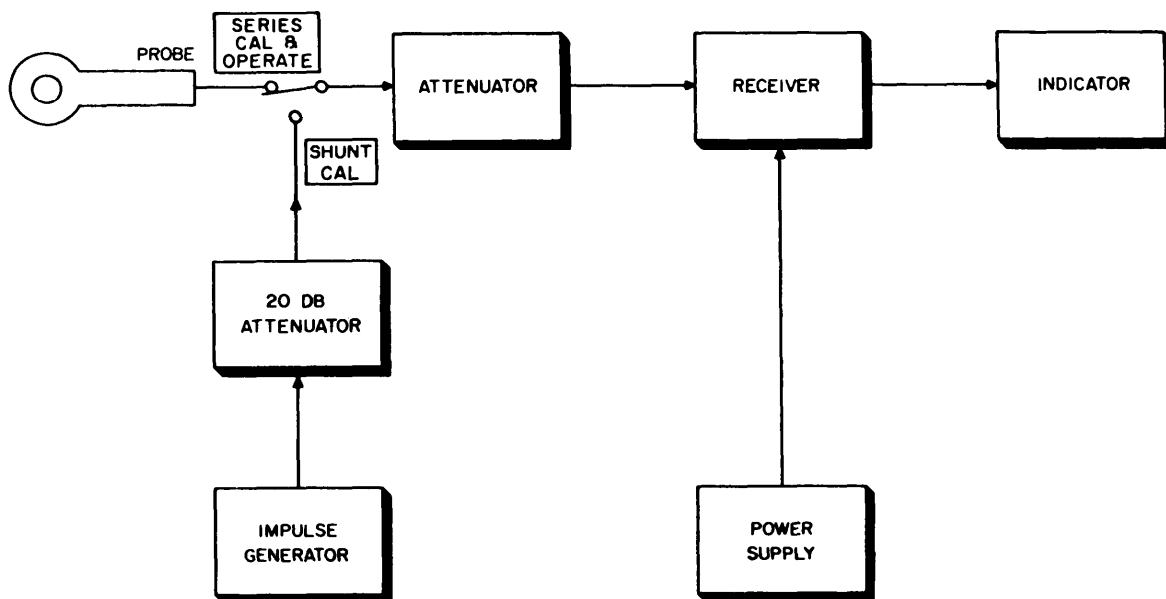 PROBE
SERIES
CAL &
OPERATE
ATTENUATOR
RECEIVER
INDICATOR
SHUNT
CAL
20 DB
ATTENUATOR
IMPULSE
GENERATOR
POWER
SUPPLY